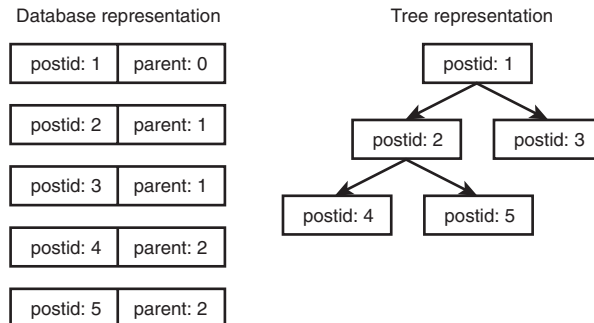 Database representation
postid: 1 parent: 0
postid: 2 parent: 1
postid: 3 parent: 1
postid: 4 parent: 2
postid: 5 parent: 2
Tree representation
postid: 1
postid: 2 postid: 3
postid: 4 postid: 5